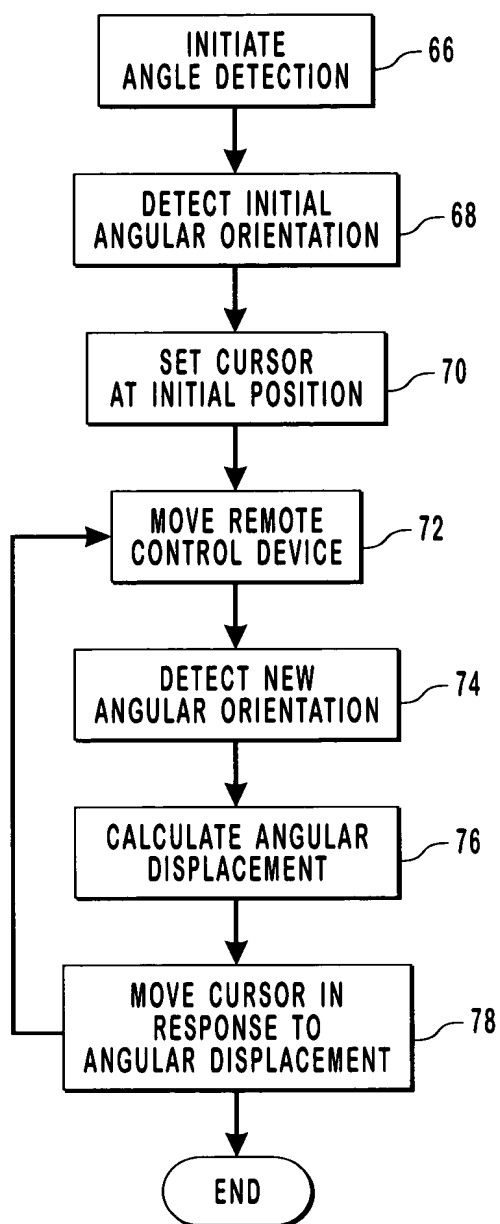 INITIATE
ANGLE DETECTION
66
DETECT INITIAL
ANGULAR ORIENTATION
68
SET CURSOR
AT INITIAL POSITION
70
MOVE REMOTE
CONTROL DEVICE
72
DETECT NEW
ANGULAR ORIENTATION
74
CALCULATE ANGULAR
DISPLACEMENT
76
MOVE CURSOR IN
RESPONSE TO
ANGULAR DISPLACEMENT
78
END